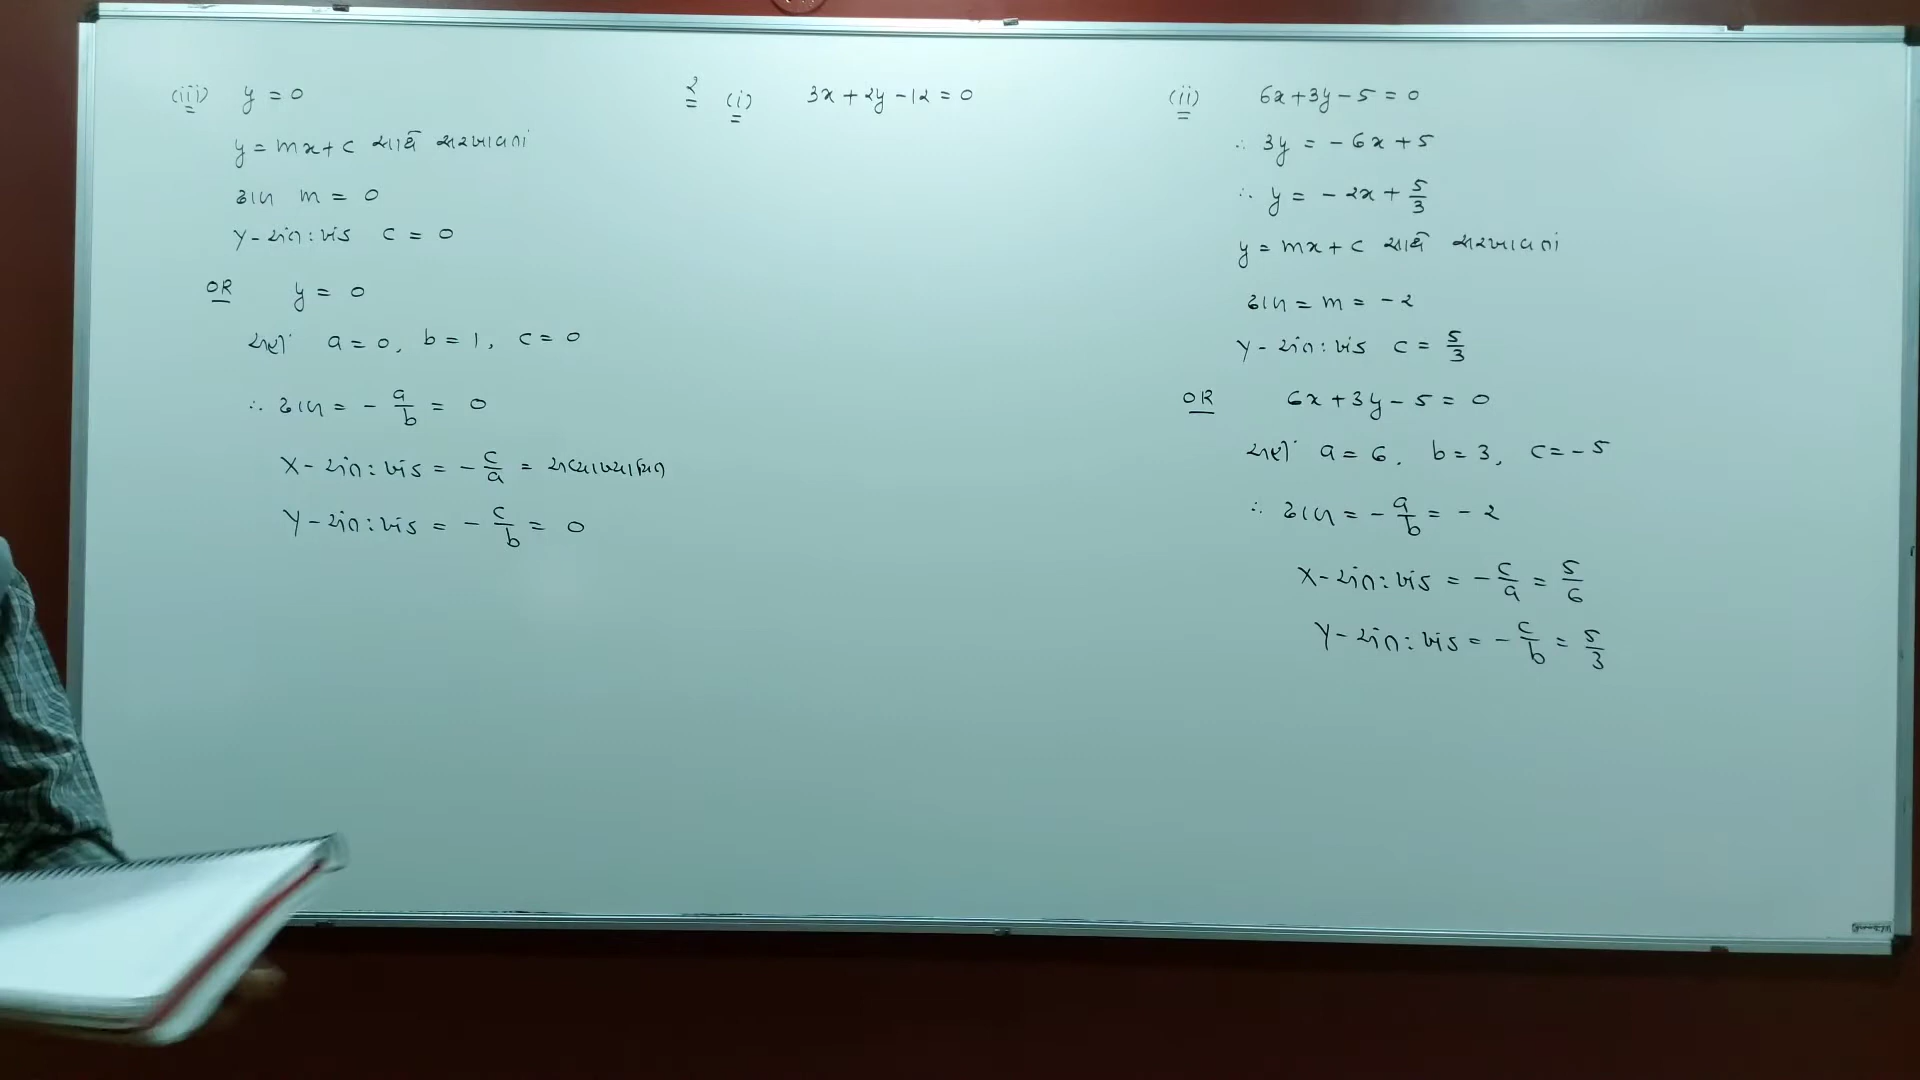 (iii) y = 0
y = mx + c સાથે સરખાવતાં
ઢાળ m = 0
Y - અંત:ખંડ c = 0
OR y = 0
અહીં a = 0, b = 1, c = 0
∴ ઢાળ = - a/b = 0
X - અંત:ખંડ = - c/a = અવ્યાખ્યાયિત
Y - અંત:ખંડ = - c/b = 0
2 (i) 3x + 2y - 12 = 0
(ii) 6x + 3y - 5 = 0
∴ 3y = - 6x + 5
∴ y = - 2x + 5/3
y = mx + c સાથે સરખાવતાં
ઢાળ = m = - 2
Y - અંત:ખંડ c = 5/3
OR 6x + 3y - 5 = 0
અહીં a = 6, b = 3, c = - 5
∴ ઢાળ = - a/b = - 2
X - અંત:ખંડ = - c/a = 5/6
Y - અંત:ખંડ = - c/b = 5/3